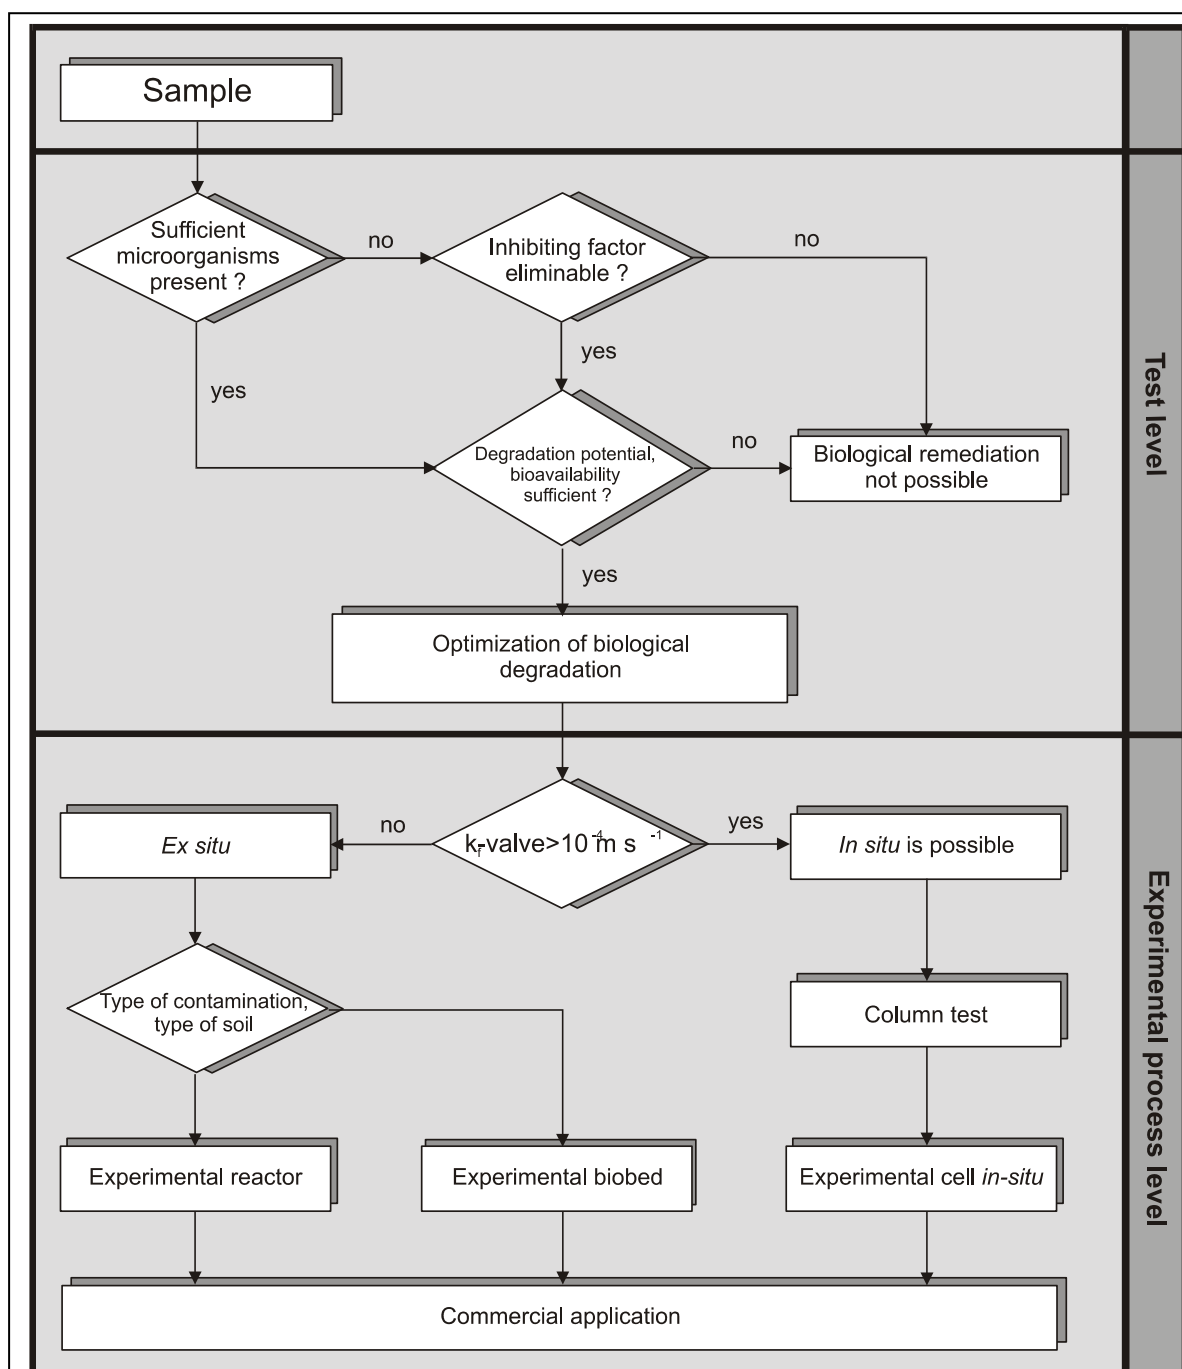 Sample
Sufficient
microorganisms
present ?
no
Inhibiting factor
eliminable ?
no
yes
yes
Degradation potential,
bioavailability
sufficient ?
no
Biological remediation
not possible
yes
Optimization of biological
degradation
Test level
Ex situ
no
kf-valve>10-4m s -1
yes
In situ is possible
Type of contamination,
type of soil
Column test
Experimental reactor
Experimental biobed
Experimental cell in-situ
Commercial application
Experimental process level